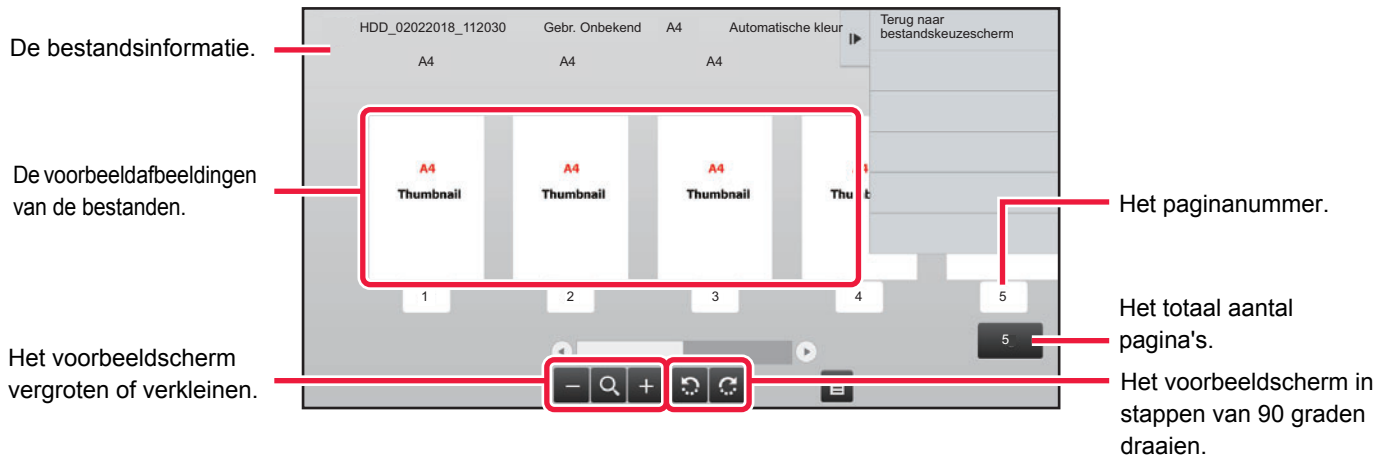 De bestandsinformatie.
HDD_02022018_112030 Gebr. Onbekend A4 Automatische kleur
Terug naar
bestandskeuzescherm
A4 A4 A4
De voorbeeldafbeeldingen
van de bestanden.
A4 A4 A4
Thumbnail Thumbnail Thumbnail
Het paginanummer.
1 2 3 4 5
Het totaal aantal
pagina's.
5
Het voorbeeldscherm
vergroten of verkleinen.
Het voorbeeldscherm in
stappen van 90 graden
draaien.